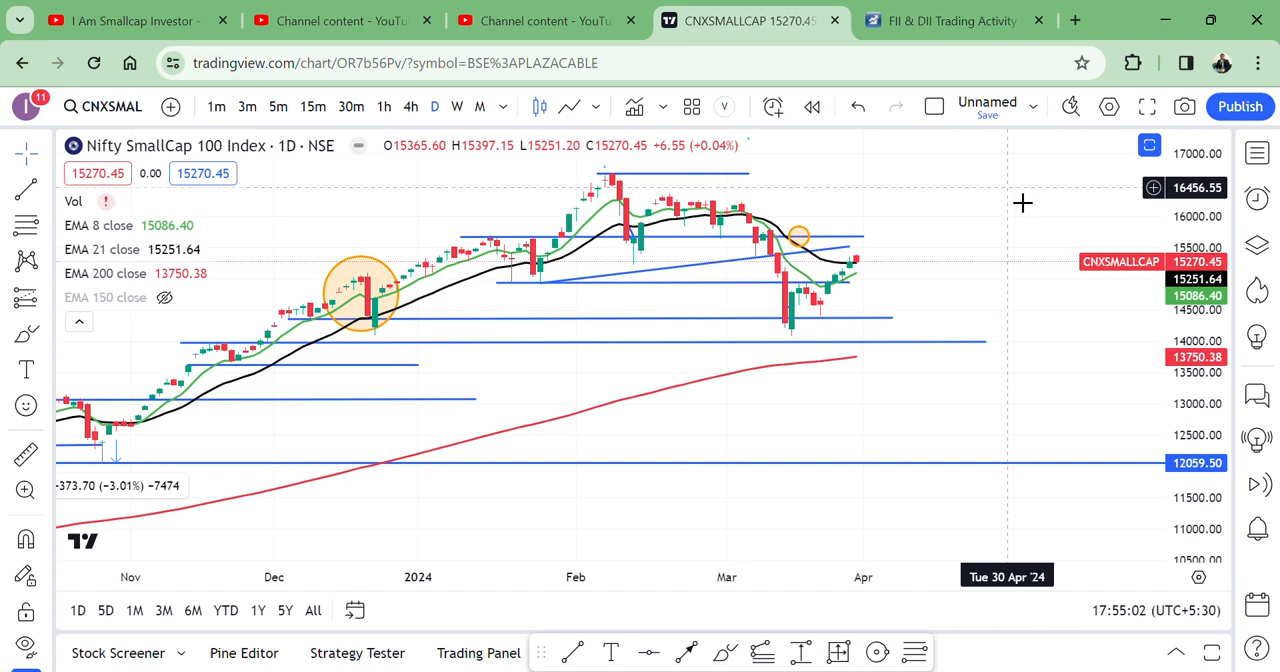 I Am Smallcap Investor -
Channel content - YouTu
Channel content - YouTu
CNXSMALLCAP 15270.45
FII & DII Trading Activity
tradingview.com/chart/OR7b56Pv/?symbol=BSE%3APLAZACABLE
I 11 CNXSMAL 1m 3m 5m 15m 30m 1h 4h D W M V Unnamed Save Publish
Nifty SmallCap 100 Index · 1D · NSE O15365.60 H15397.15 L15251.20 C15270.45 +6.55 (+0.04%)
15270.45 0.00 15270.45
Vol !
EMA 8 close 15086.40
EMA 21 close 15251.64
EMA 200 close 13750.38
EMA 150 close
17000.00
16456.55
16000.00
15500.00
CNXSMALLCAP 15270.45
15251.64
15086.40
14500.00
14000.00
13750.38
13500.00
13000.00
12500.00
12059.50
11500.00
11000.00
10500.00
-373.70 (-3.01%) -7474
Nov Dec 2024 Feb Mar Apr Tue 30 Apr '24
1D 5D 1M 3M 6M YTD 1Y 5Y All 17:55:02 (UTC+5:30)
Stock Screener Pine Editor Strategy Tester Trading Panel